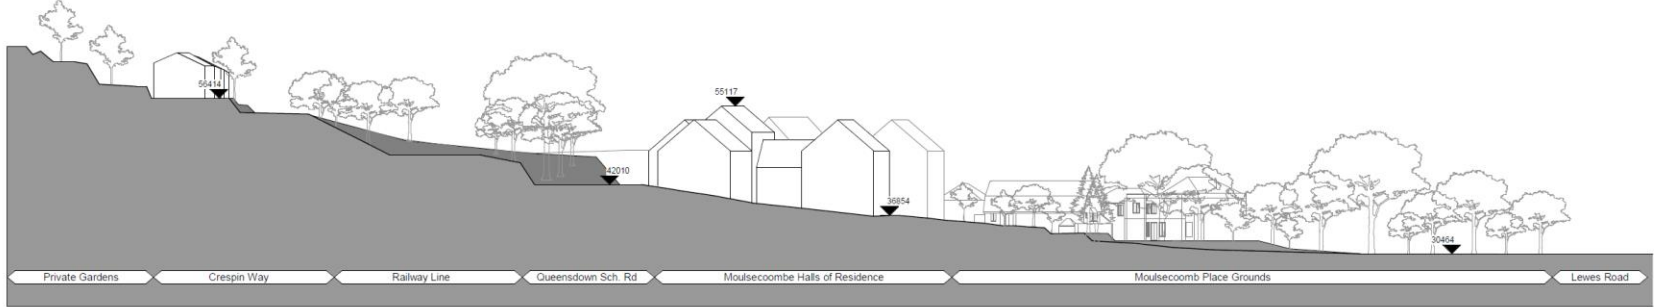 56414
55117
42010
36854
30464
Private Gardens
Crespin Way
Railway Line
Queensdown Sch. Rd
Moulsecoombe Halls of Residence
Moulsecoomb Place Grounds
Lewes Road